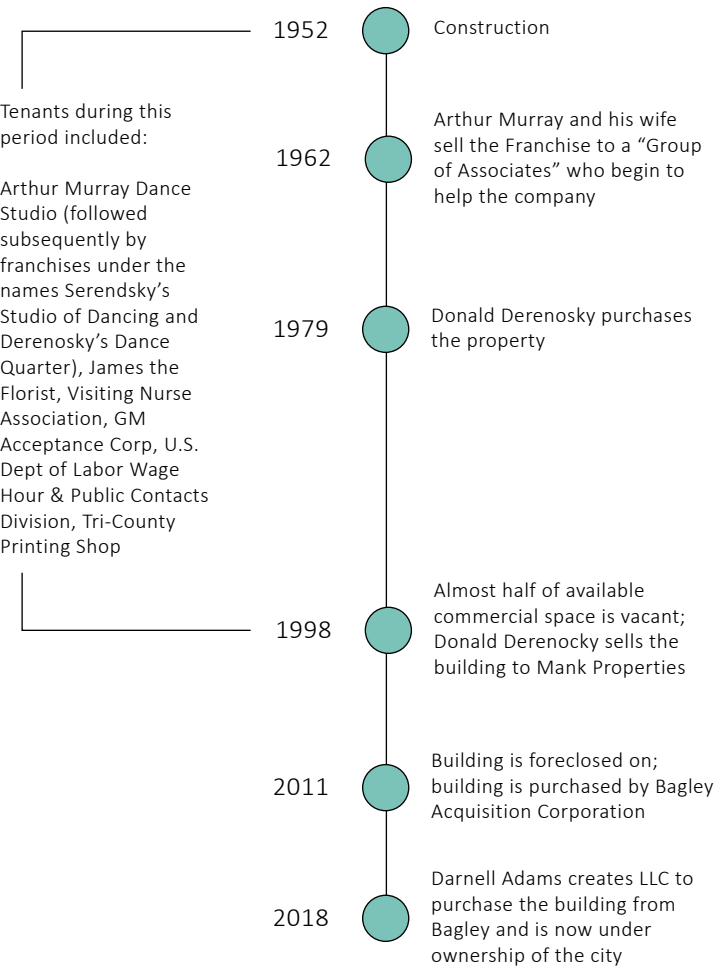 1952
Construction
Tenants during this
period included:
Arthur Murray Dance
Studio (followed
subsequently by
franchises under the
names Serendsky’s
Studio of Dancing and
Derenosky’s Dance
Quarter), James the
Florist, Visiting Nurse
Association, GM
Acceptance Corp, U.S.
Dept of Labor Wage
Hour & Public Contacts
Division, Tri-County
Printing Shop
1962
Arthur Murray and his wife
sell the Franchise to a “Group
of Associates” who begin to
help the company
1979
Donald Derenosky purchases
the property
1998
Almost half of available
commercial space is vacant;
Donald Derenocky sells the
building to Mank Properties
2011
Building is foreclosed on;
building is purchased by Bagley
Acquisition Corporation
2018
Darnell Adams creates LLC to
purchase the building from
Bagley and is now under
ownership of the city